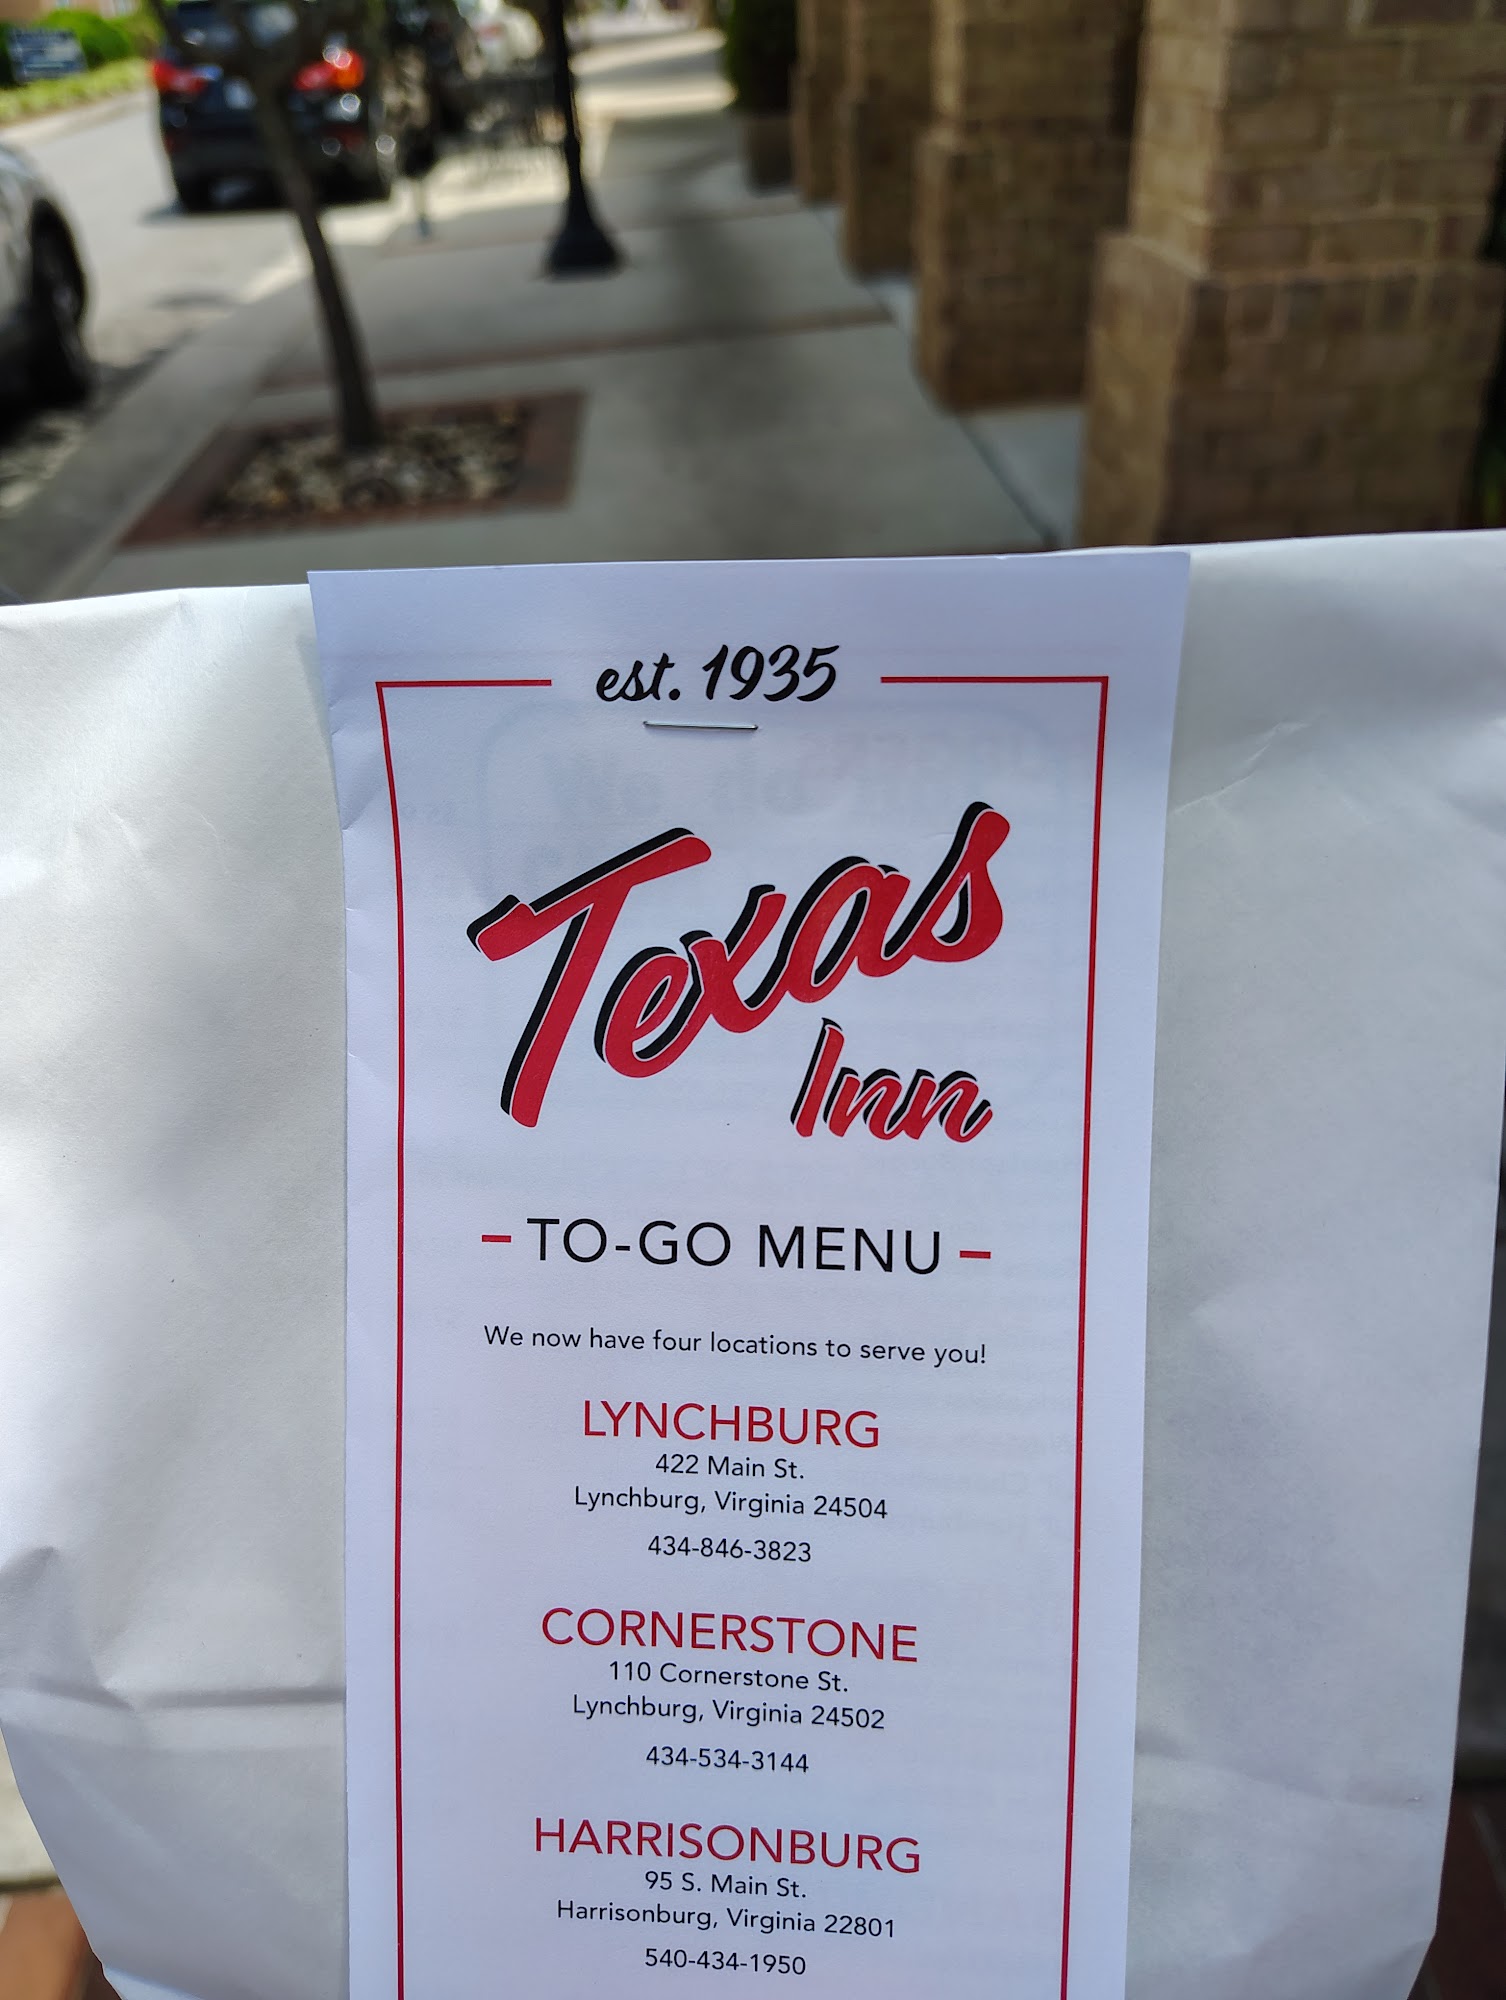 est. 1935
Texas
Inn
- TO-GO MENU -
We now have four locations to serve you!
LYNCHBURG
422 Main St.
Lynchburg, Virginia 24504
434-846-3823
CORNERSTONE
110 Cornerstone St.
Lynchburg, Virginia 24502
434-534-3144
HARRISONBURG
95 S. Main St.
Harrisonburg, Virginia 22801
540-434-1950